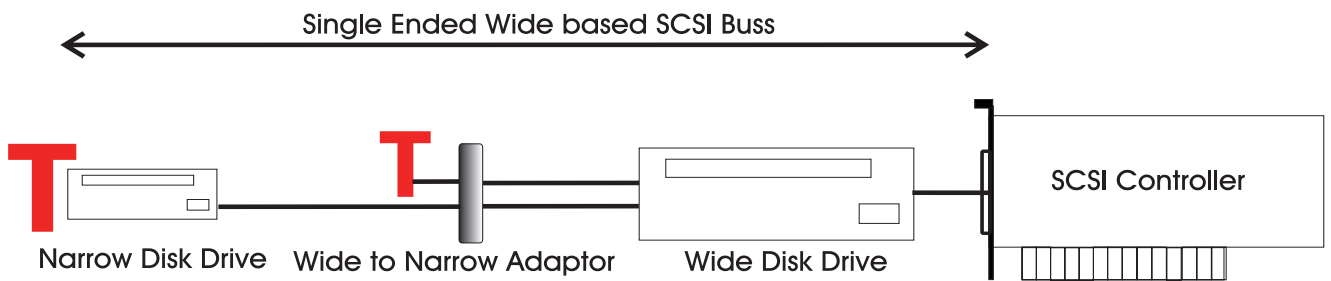 Single Ended Wide based SCSI Buss
T
T
SCSI Controller
Narrow Disk Drive
Wide to Narrow Adaptor
Wide Disk Drive